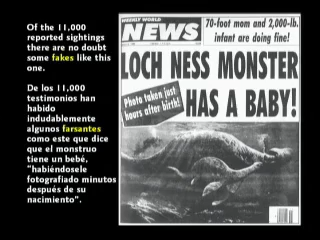 Of the 11,000
reported sightings
there are no doubt
some fakes like this
one.
De los 11,000
testimonios han
habido
indudablemente
algunos farsantes
como este que dice
que el monstruo
tiene un bebé,
"habiéndosele
fotografiado minutos
después de su
nacimiento".
WEEKLY WORLD
NEWS
70-foot mom and 2,000-lb.
infant are doing fine!
LOCH NESS MONSTER
HAS A BABY!
Photo taken just
hours after birth!